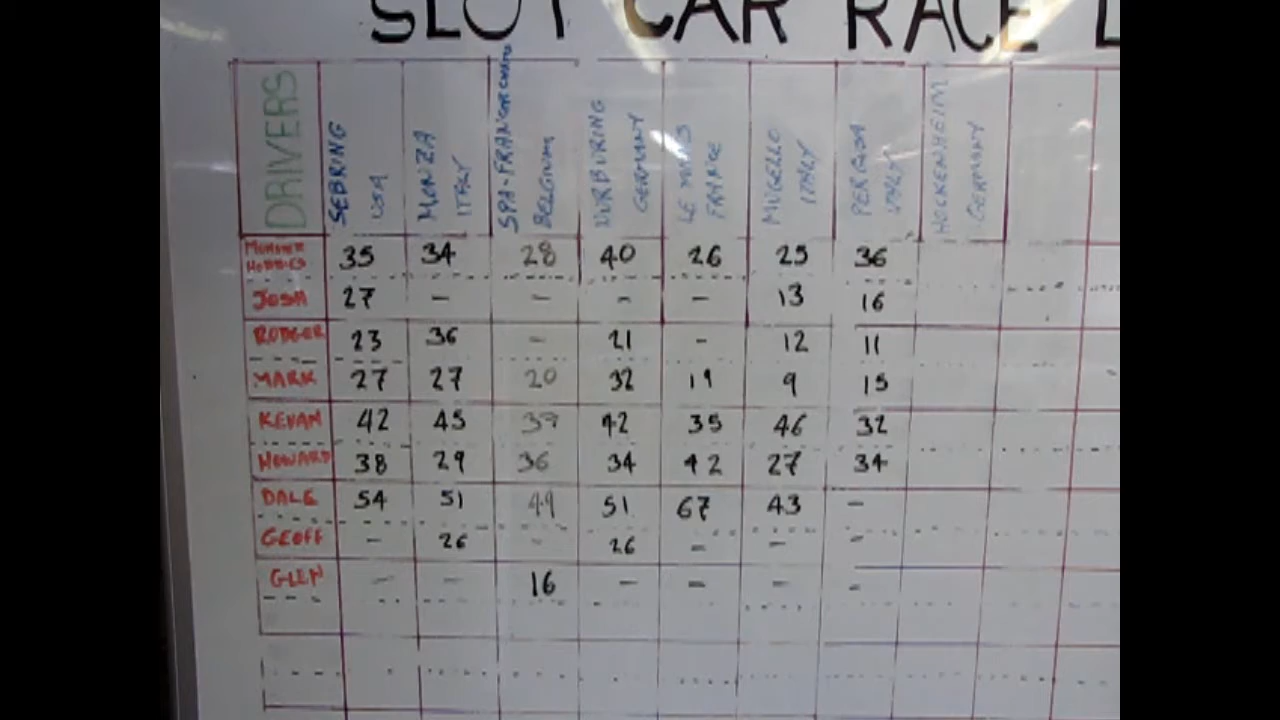 SLOT CAR RACE L
DRIVERS SEBRING USA MONZA ITALY SPA-FRANCORCHAMPS BELGIUM NURBURING GERMANY LE MANS FRANCE MUGELLO ITALY PERGUSA ITALY HOCKENHEIM GERMANY
HOBBIES 35 34 28 40 26 25 36
JOSH 27 - - - - 13 16
RODGER 23 36 - 21 - 12 11
MARK 27 27 20 32 19 9 15
KEVAN 42 45 37 42 35 46 32
HOWARD 38 29 36 34 42 27 34
DALE 54 51 49 51 67 43 -
GEOFF - 26 - 26 - - -
GLEN - - 16 - - - -